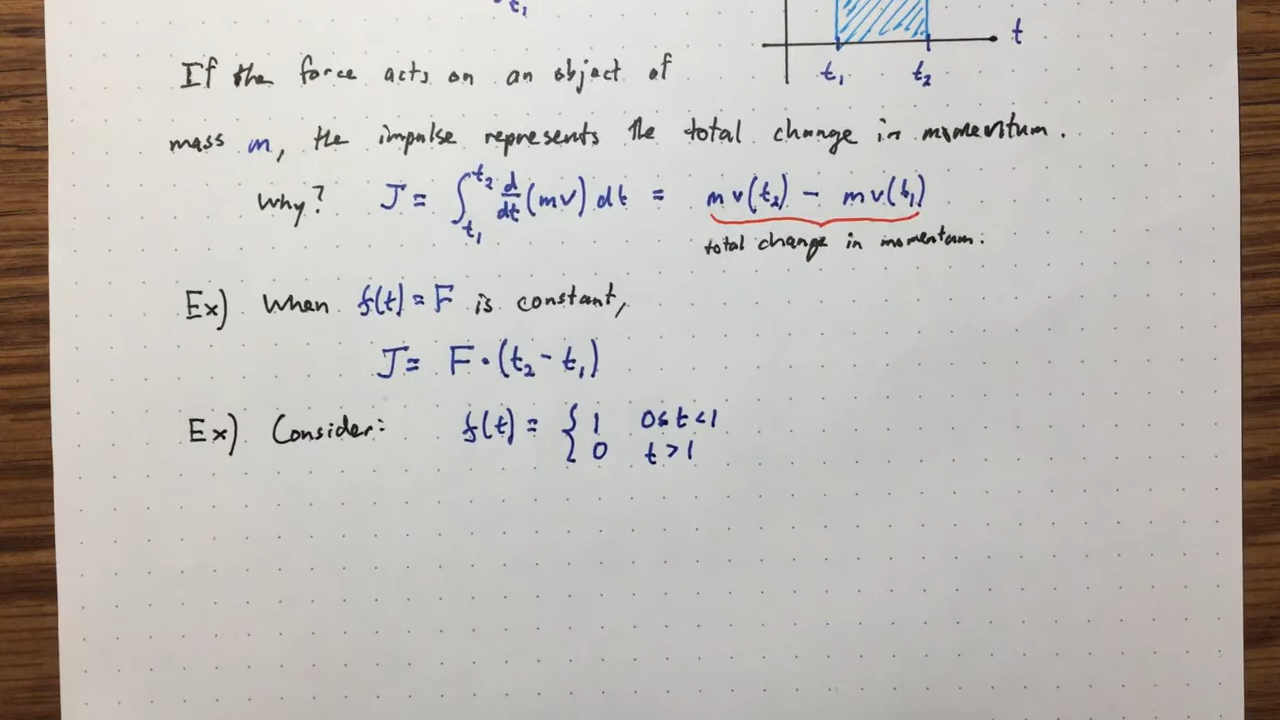 t₁
t
t₁ t₂
If the force acts on an object of
mass m, the impulse represents the total change in momentum.
Why? J = ∫_{t₁}^{t₂} d/dt (mv) dt = mv(t₂) - mv(t₁)
total change in momentum.
Ex) When f(t) = F is constant,
J = F·(t₂ - t₁)
Ex) Consider: f(t) = { 1 0≤t<1
0 t>1